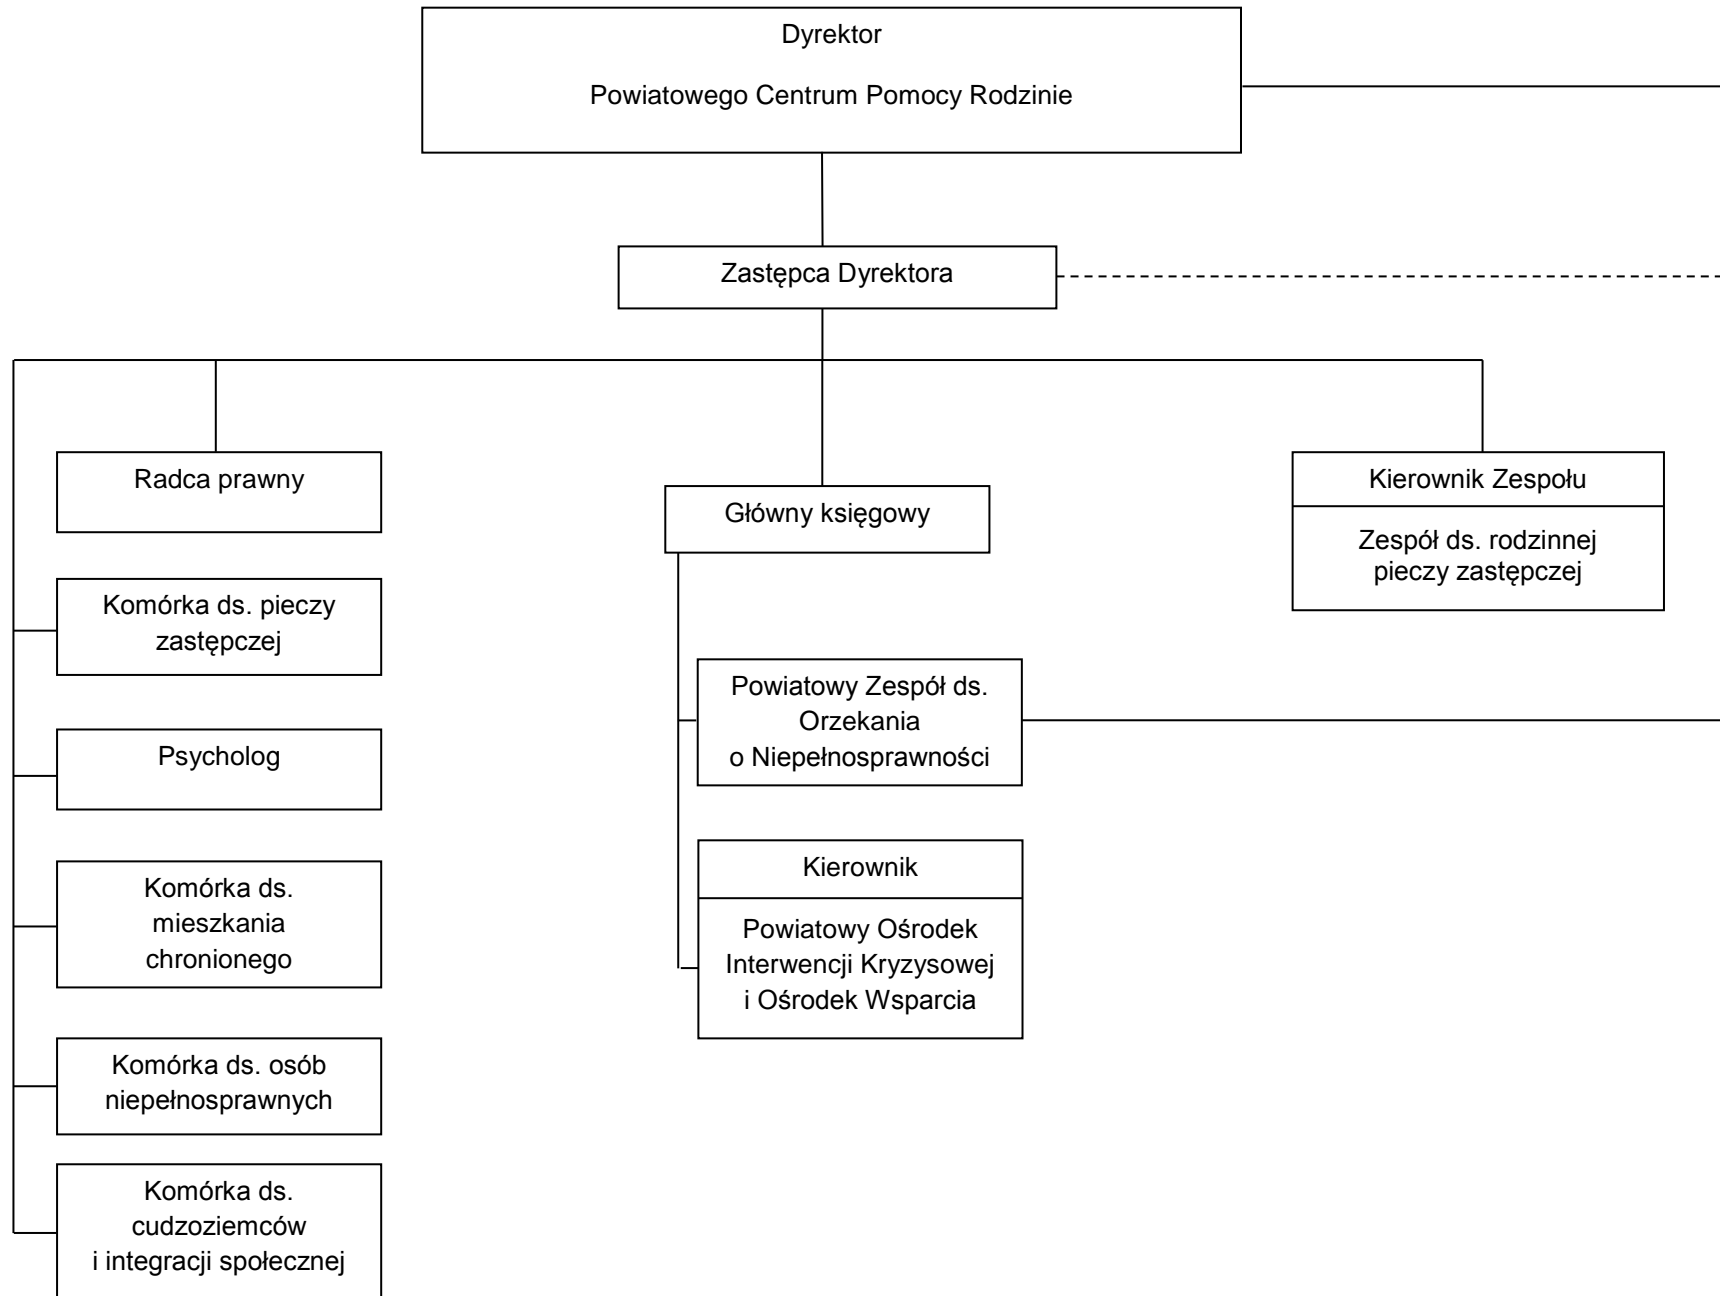 Dyrektor
Powiatowego Centrum Pomocy Rodzinie
Zastępca Dyrektora
Radca prawny
Komórka ds. pieczy
zastępczej
Psycholog
Komórka ds.
mieszkania
chronionego
Komórka ds. osób
niepełnosprawnych
Komórka ds.
cudzoziemców
i integracji społecznej
Główny księgowy
Powiatowy Zespół ds.
Orzekania
o Niepełnosprawności
Kierownik
Powiatowy Ośrodek
Interwencji Kryzysowej
i Ośrodek Wsparcia
Kierownik Zespołu
Zespół ds. rodzinnej
pieczy zastępczej